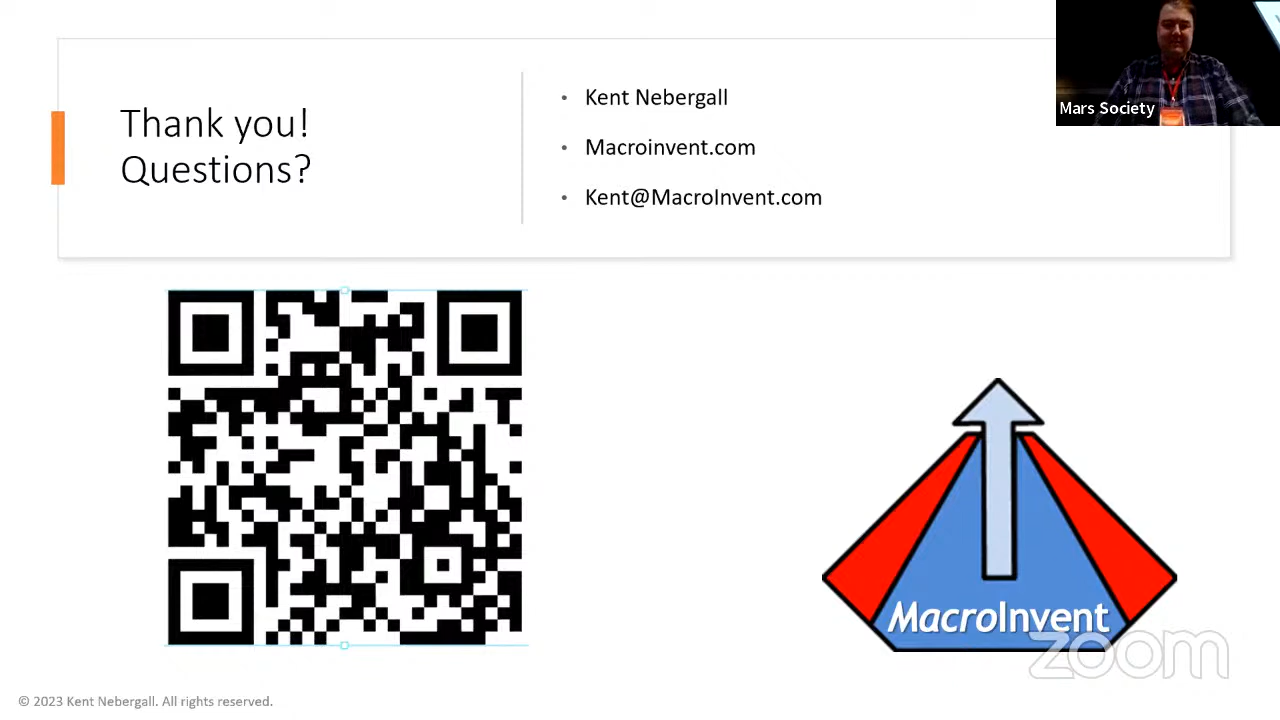 Thank you!
Questions?
• Kent Nebergall
• Macroinvent.com
• Kent@MacroInvent.com
Mars Society
MacroInvent
zoom
© 2023 Kent Nebergall. All rights reserved.